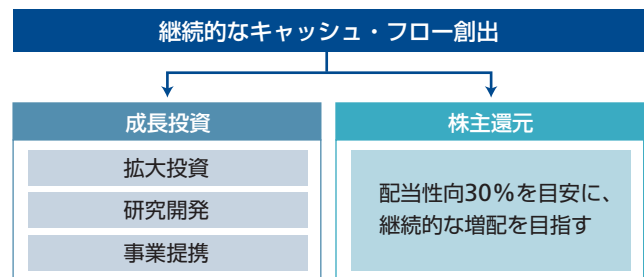 継続的なキャッシュ・フロー創出
成長投資
拡大投資
研究開発
事業提携
株主還元
配当性向30%を目安に、
継続的な増配を目指す